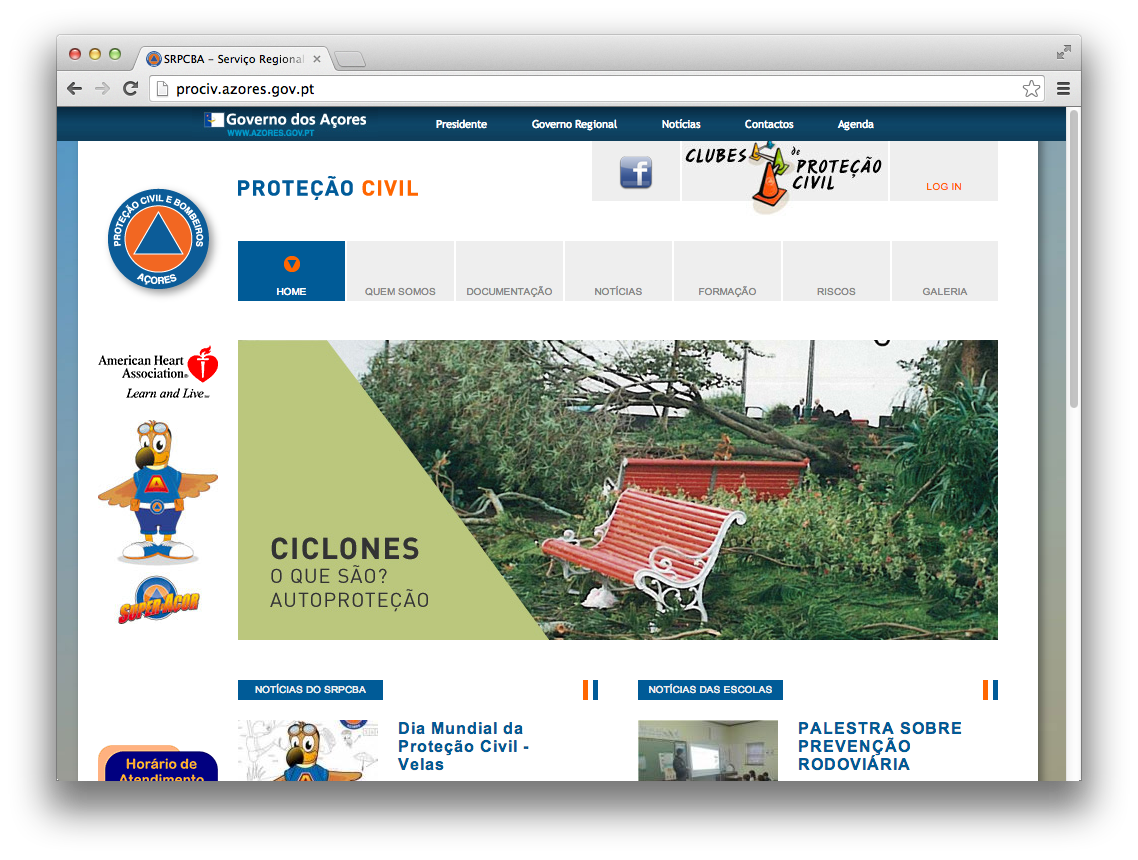 SRPCBA – Serviço Regional
prociv.azores.gov.pt
Governo dos Açores
WWW.AZORES.GOV.PT
Presidente
Governo Regional
Notícias
Contactos
Agenda
PROTEÇÃO CIVIL
f
CLUBES de PROTEÇÃO
CIVIL
LOG IN
PROTEÇÃO CIVIL E BOMBEIROS
AÇORES
HOME
QUEM SOMOS
DOCUMENTAÇÃO
NOTÍCIAS
FORMAÇÃO
RISCOS
GALERIA
American Heart
Association®
Learn and Live℠
A
SUPER-AÇOR
CICLONES
O QUE SÃO?
AUTOPROTEÇÃO
NOTÍCIAS DO SRPCBA
Dia Mundial da
Proteção Civil -
Velas
NOTÍCIAS DAS ESCOLAS
PALESTRA SOBRE
PREVENÇÃO
RODOVIÁRIA
Horário de
Atendimento